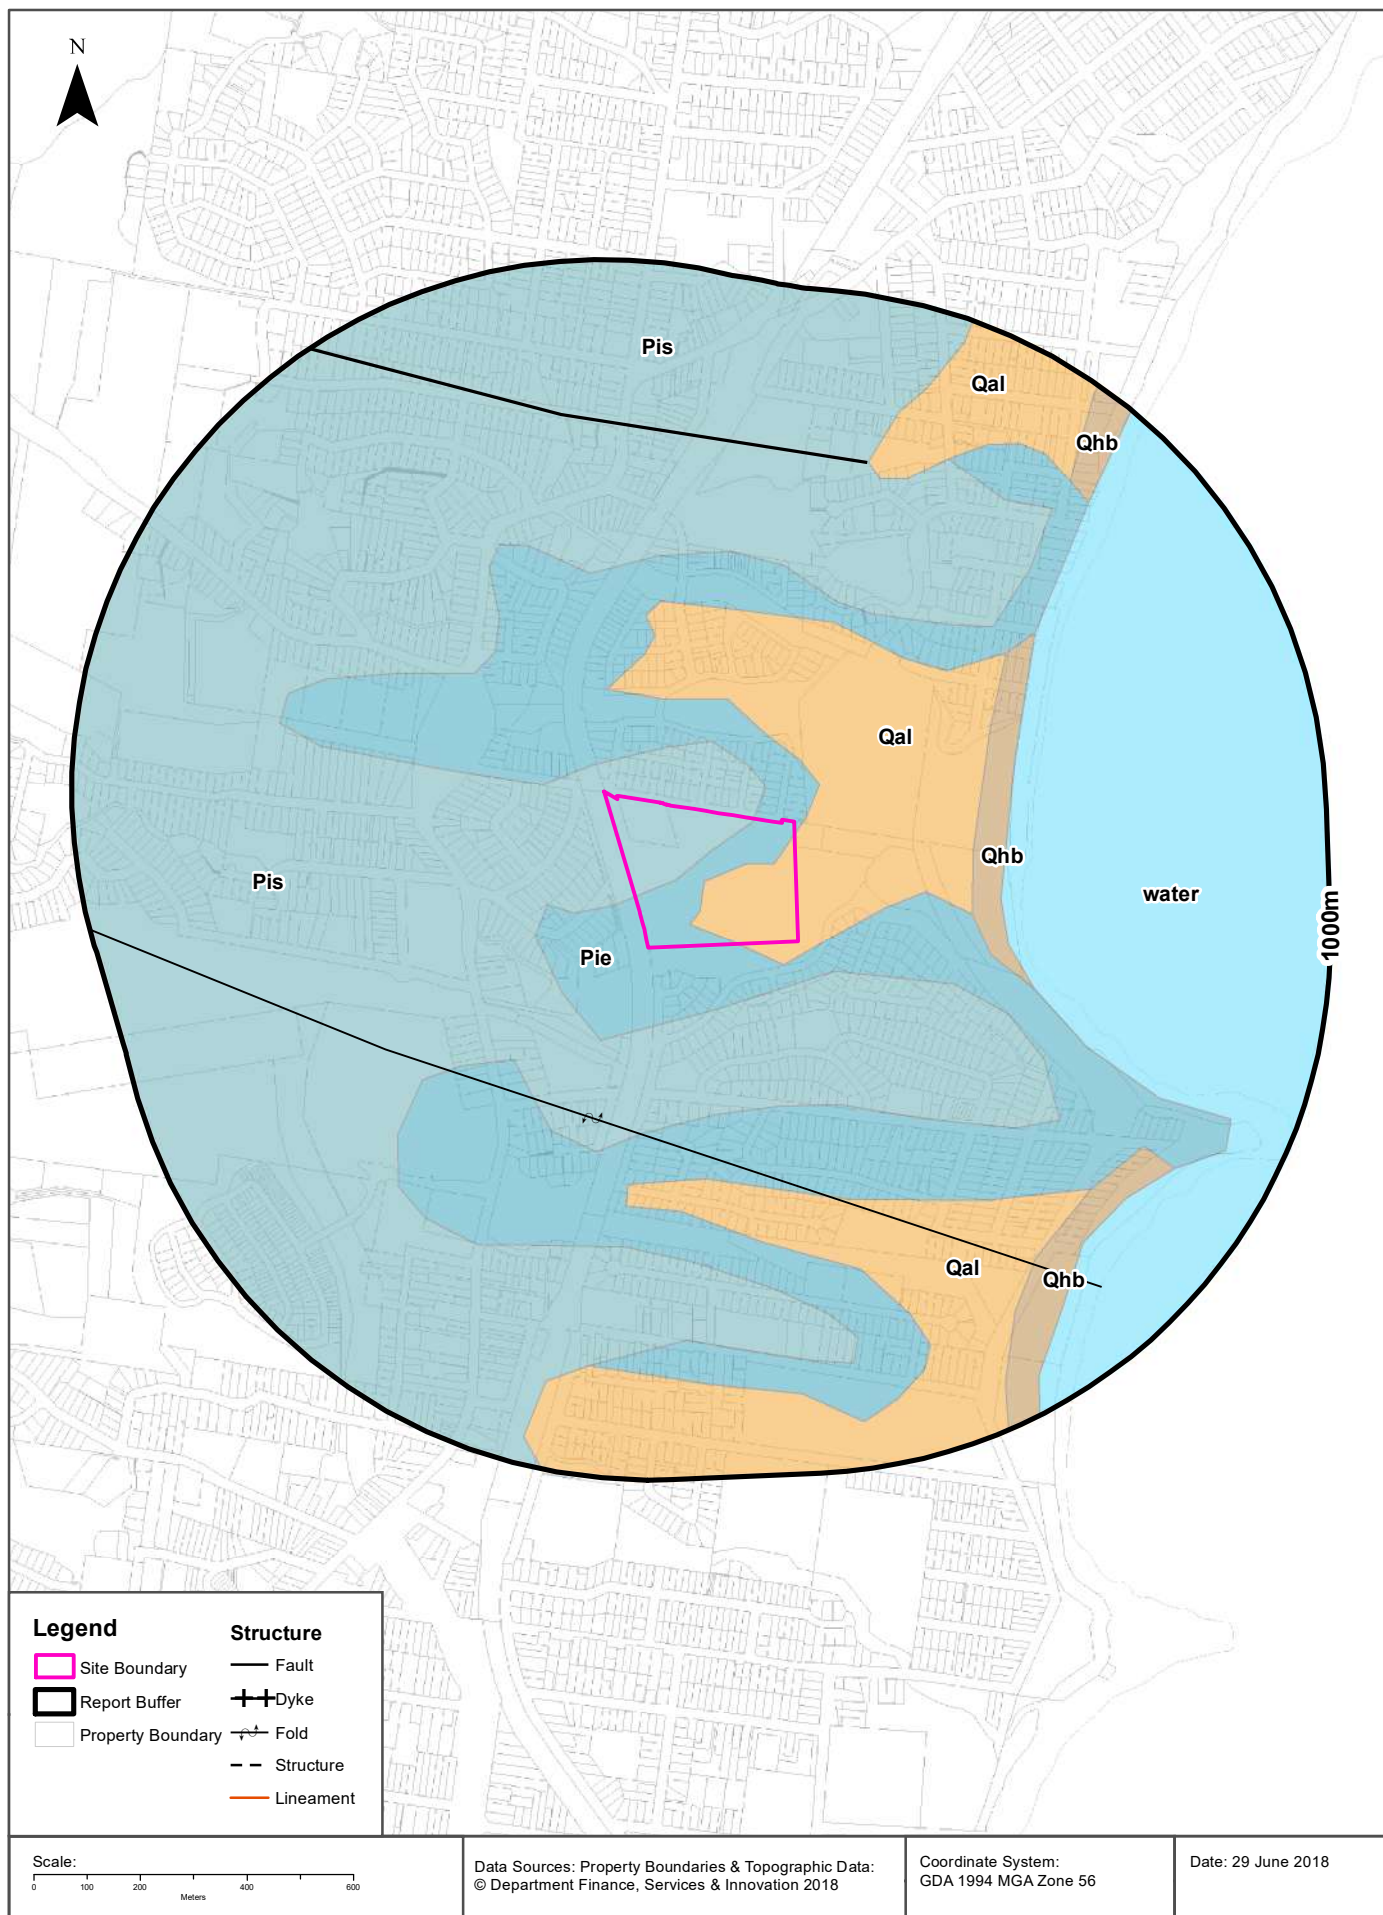 N
Pis
Qal
Qhb
Qal
Qhb
Pis
water
1000m
Pie
Qal
Qhb
Legend
Site Boundary
Report Buffer
Property Boundary
Structure
Fault
Dyke
Fold
Structure
Lineament
Scale:
0 100 200 400 600
Meters
Data Sources: Property Boundaries & Topographic Data:
© Department Finance, Services & Innovation 2018
Coordinate System:
GDA 1994 MGA Zone 56
Date: 29 June 2018